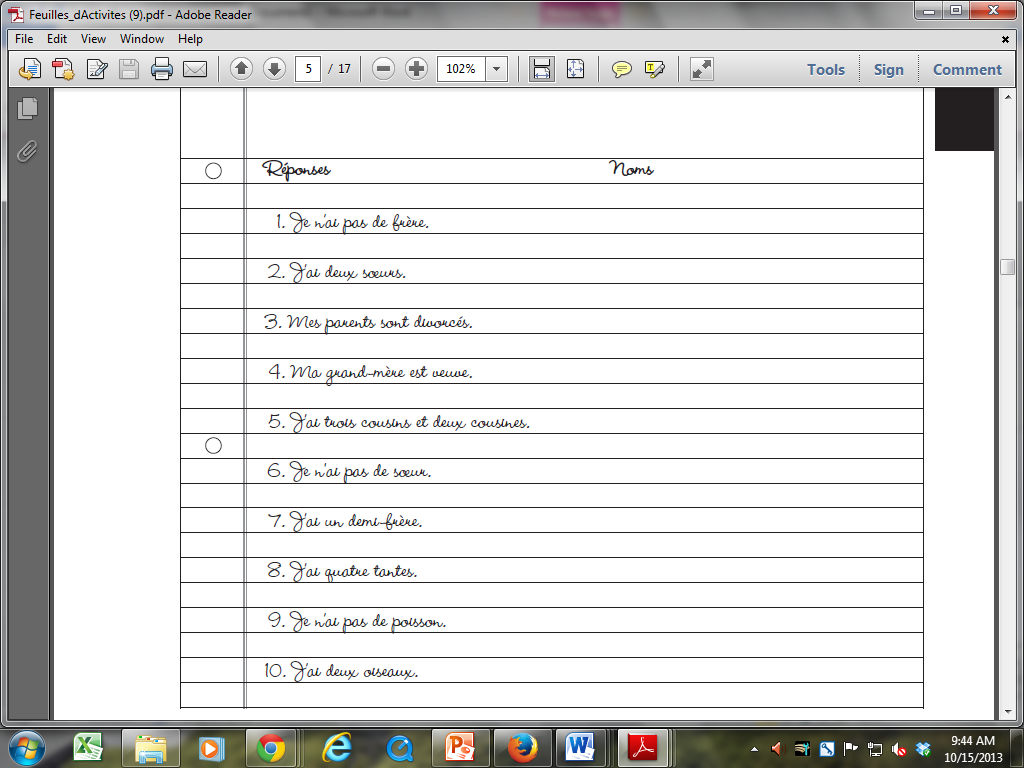 Feuilles_dActivites (9).pdf - Adobe Reader
File Edit View Window Help
5 / 17 102% Tools Sign Comment
Réponses Noms
1. Je n'ai pas de frère.
2. J'ai deux sœurs.
3. Mes parents sont divorcés.
4. Ma grand-mère est veuve.
5. J'ai trois cousins et deux cousines.
6. Je n'ai pas de sœur.
7. J'ai un demi-frère.
8. J'ai quatre tantes.
9. Je n'ai pas de poisson.
10. J'ai deux oiseaux.
9:44 AM
10/15/2013